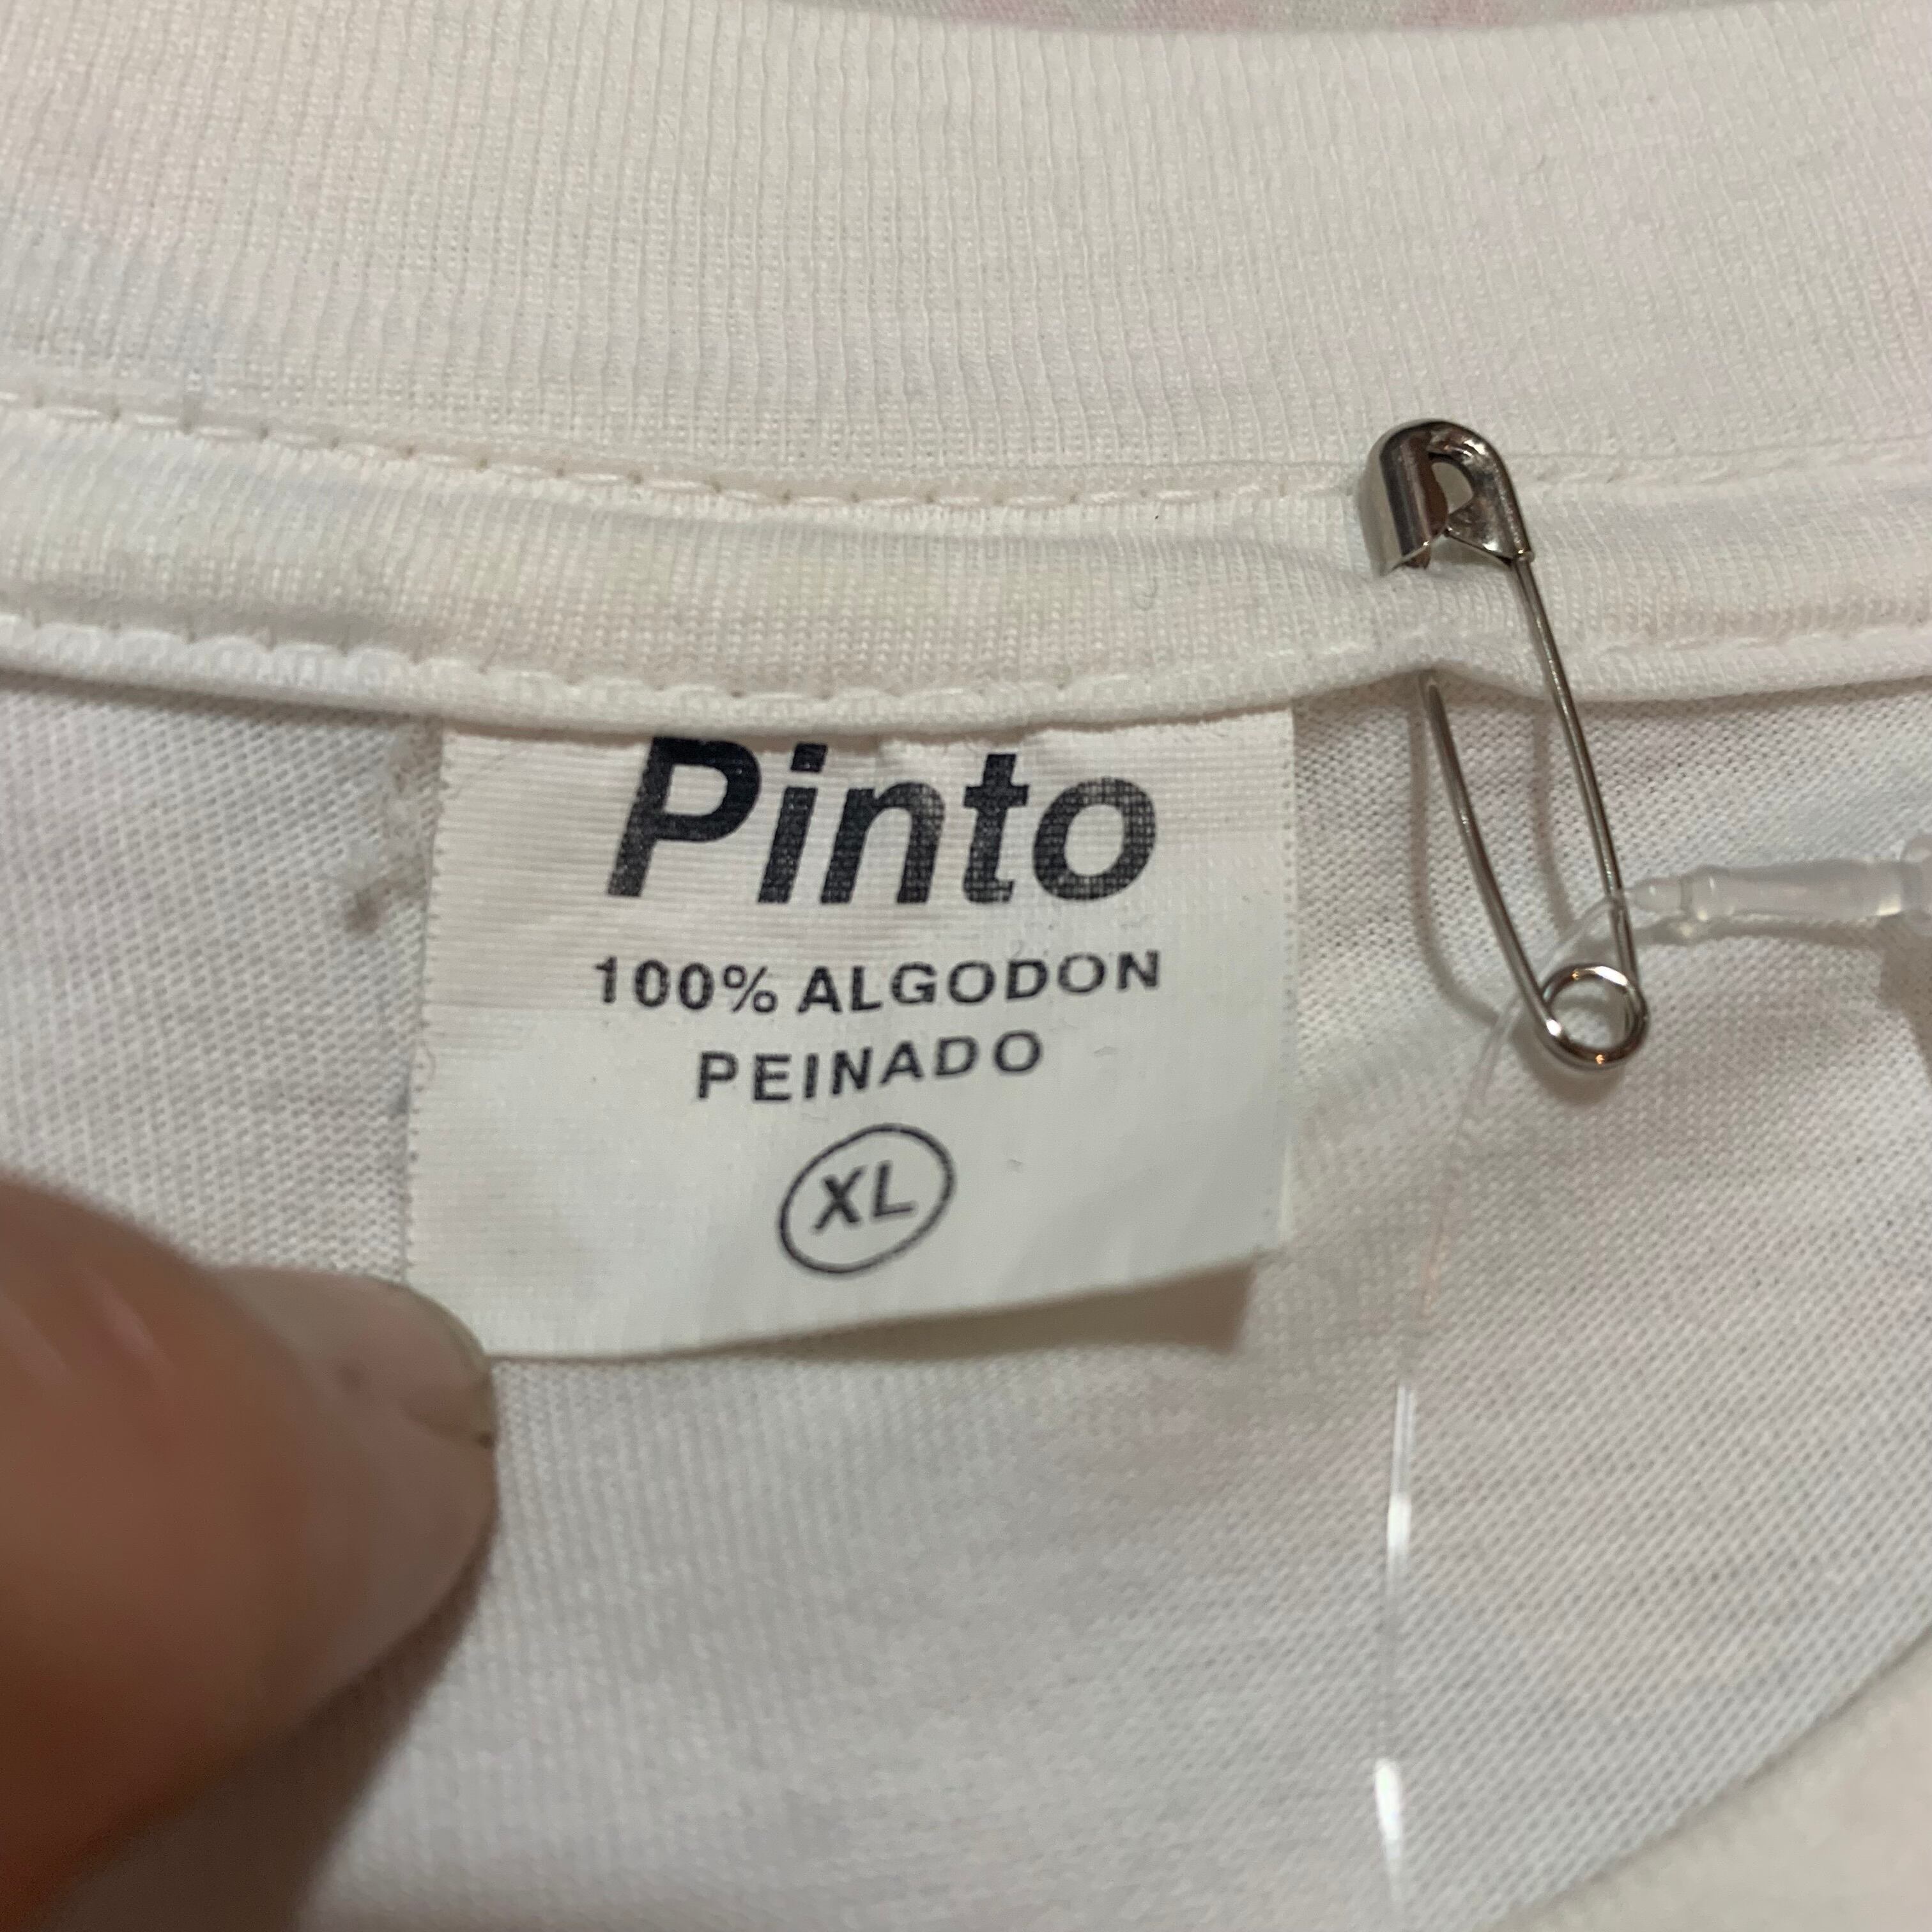 Pinto
100% ALGODON
PEINADO
XL